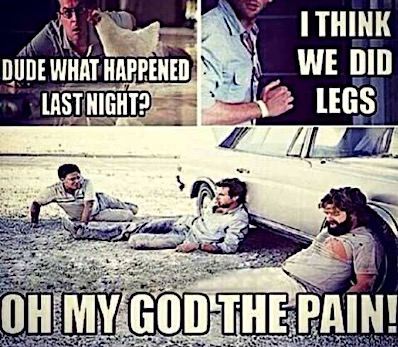 DUDE WHAT HAPPENED
LAST NIGHT?
I THINK
WE DID
LEGS
OH MY GOD THE PAIN!